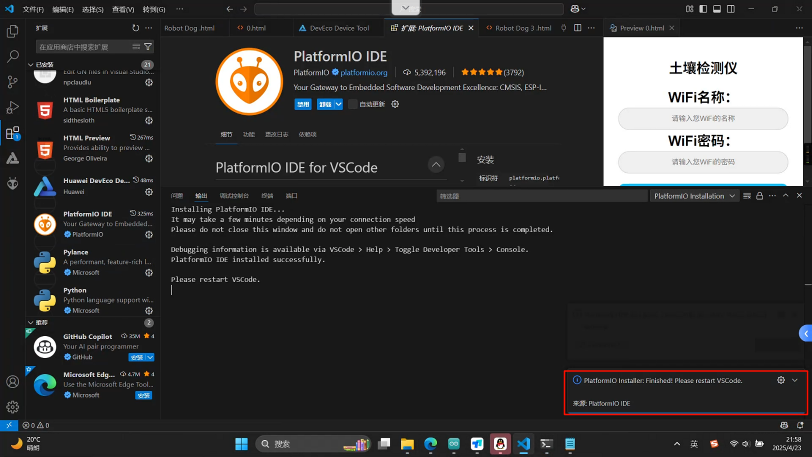 文件(F) 编辑(E) 选择(S) 查看(V) 转到(G) ···
扩展
在应用商店中搜索扩展
已安装 21
Edit GN files in Visual Studio...
npclaudiu
HTML Boilerplate
A basic HTML5 boilerplate s...
sidthesloth
HTML Preview 267ms
Provides ability to preview ...
George Oliveira
Huawei DevEco De... 48ms
Huawei
PlatformIO IDE 325ms
Your Gateway to Embedded...
PlatformIO
Pylance
A performant, feature-rich l...
Microsoft
Python
Python language support wi...
Microsoft
推荐 2
GitHub Copilot 35M 4
Your AI pair programmer
GitHub 安装
Microsoft Edg... 4.7M 4
Use the Microsoft Edge Tool...
Microsoft 安装
Robot Dog .html
0.html
DevEco Device Tool
扩展: PlatformIO IDE
Robot Dog 3 .html
Preview 0.html
PlatformIO IDE
PlatformIO platformio.org 5,392,196 (3792)
Your Gateway to Embedded Software Development Excellence: CMSIS, ESP-I...
禁用 卸载 自动更新
细节 功能 更改日志 依赖项
PlatformIO IDE for VSCode
安装
标识符 platformio.platfo
土壤检测仪
WiFi名称:
请输入您WiFi的名称
WiFi密码:
请输入您WiFi的密码
问题 输出 调试控制台 终端 端口
筛选器
PlatformIO Installation
Installing PlatformIO IDE...
It may take a few minutes depending on your connection speed
Please do not close this window and do not open other folders until this process is completed.
Debugging information is available via VSCode > Help > Toggle Developer Tools > Console.
PlatformIO IDE installed successfully.
Please restart VSCode.
PlatformIO Installer: Finished! Please restart VSCode.
来源: PlatformIO IDE
0 0
20°C
晴朗
搜索
英
21:58
2025/4/23